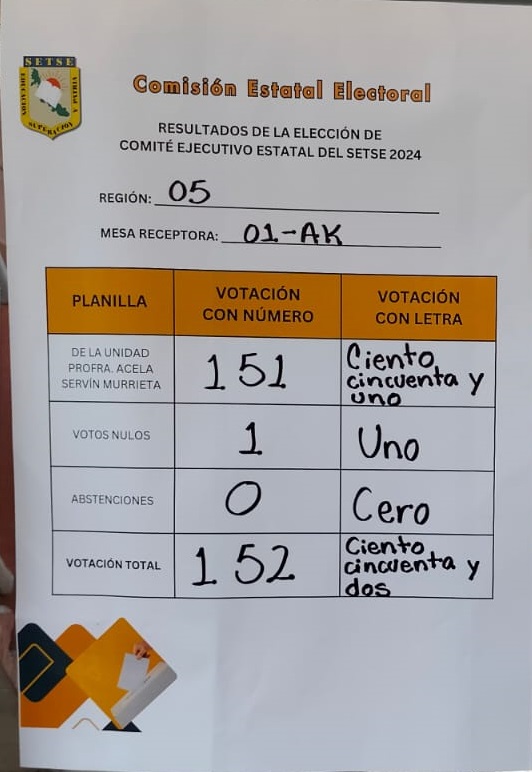 SETSE
EDUCACIÓN
SUPERACIÓN
Y PATRIA
Comisión Estatal Electoral
RESULTADOS DE LA ELECCIÓN DE
COMITÉ EJECUTIVO ESTATAL DEL SETSE 2024
REGIÓN: 05
MESA RECEPTORA: 01-AK
PLANILLA
VOTACIÓN
CON NÚMERO
VOTACIÓN
CON LETRA
DE LA UNIDAD
PROFRA. ACELA
SERVÍN MURRIETA
151
Ciento
cincuenta y
uno
VOTOS NULOS
1
Uno
ABSTENCIONES
0
Cero
VOTACIÓN TOTAL
152
Ciento
cincuenta y
dos